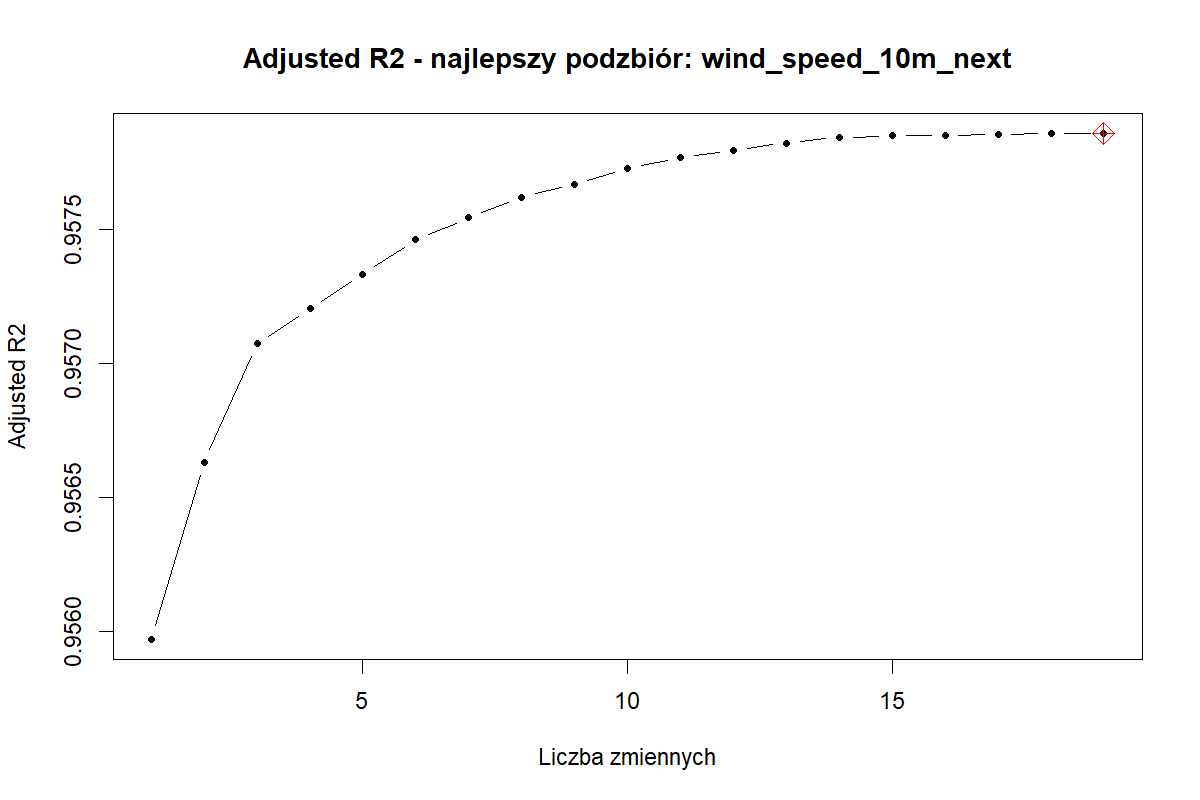 Adjusted R2 - najlepszy podzbiór: wind_speed_10m_next
Adjusted R2
0.9575
0.9570
0.9565
0.9560
5
10
15
Liczba zmiennych